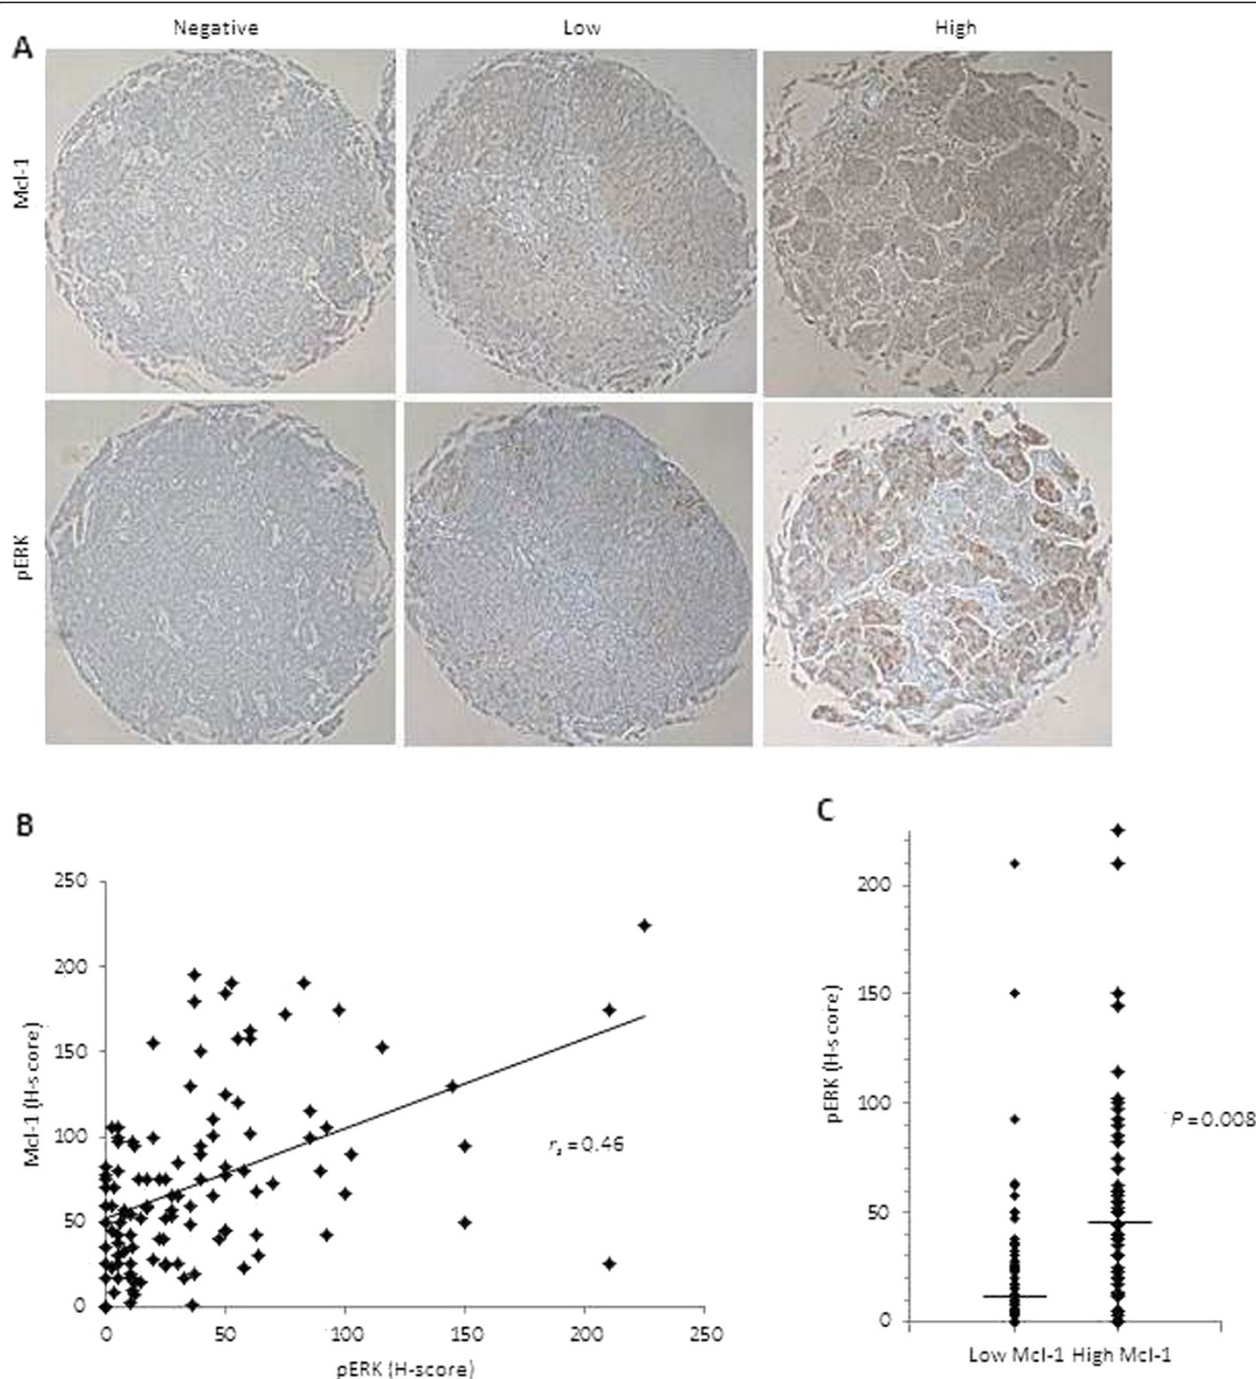 Negative Low High
A
Mcl-1
pERK
B
250
200
150
100
50
0
Mcl-1 (H-score)
rs = 0.46
0 50 100 150 200 250
pERK (H-score)
C
200
150
100
50
0
pERK (H-score)
P = 0.008
Low Mcl-1 High Mcl-1